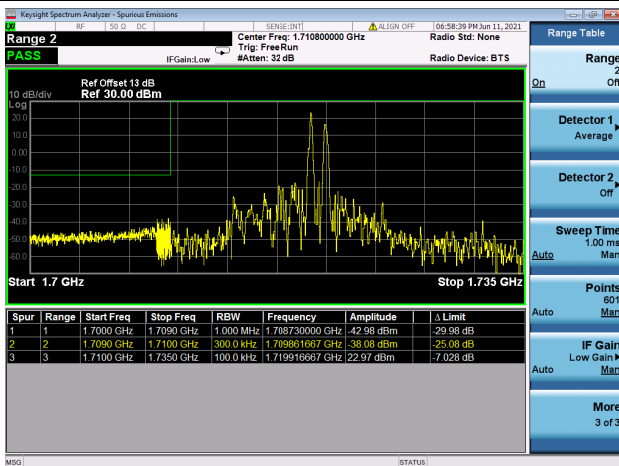 Keysight Spectrum Analyzer - Spurious Emissions
RF 50 Ω DC SENSE:INT ALIGN OFF 06:58:39 PM Jun 11, 2021
Range 2
Center Freq: 1.710800000 GHz
Radio Std: None
PASS
Trig: Free Run
IFGain:Low
#Atten: 32 dB
Radio Device: BTS
Ref Offset 13 dB
10 dB/div
Ref 30.00 dBm
Log
20.0
10.0
0.00
-10.0
-20.0
-30.0
-40.0
-50.0
-60.0
Start 1.7 GHz
Stop 1.735 GHz
Spur Range Start Freq Stop Freq RBW Frequency Amplitude Δ Limit
1 1 1.7000 GHz 1.7090 GHz 1.000 MHz 1.708730000 GHz -42.98 dBm -29.98 dB
2 2 1.7090 GHz 1.7100 GHz 300.0 kHz 1.709861667 GHz -38.08 dBm -25.08 dB
3 3 1.7100 GHz 1.7350 GHz 100.0 kHz 1.719916667 GHz 22.97 dBm -7.028 dB
MSG
STATUS
Range Table
Range
2
On Off
Detector 1
Average
Detector 2
Off
Sweep Time
1.00 ms
Auto Man
Points
601
Auto Man
IF Gain
Low Gain
Auto Man
More
3 of 3